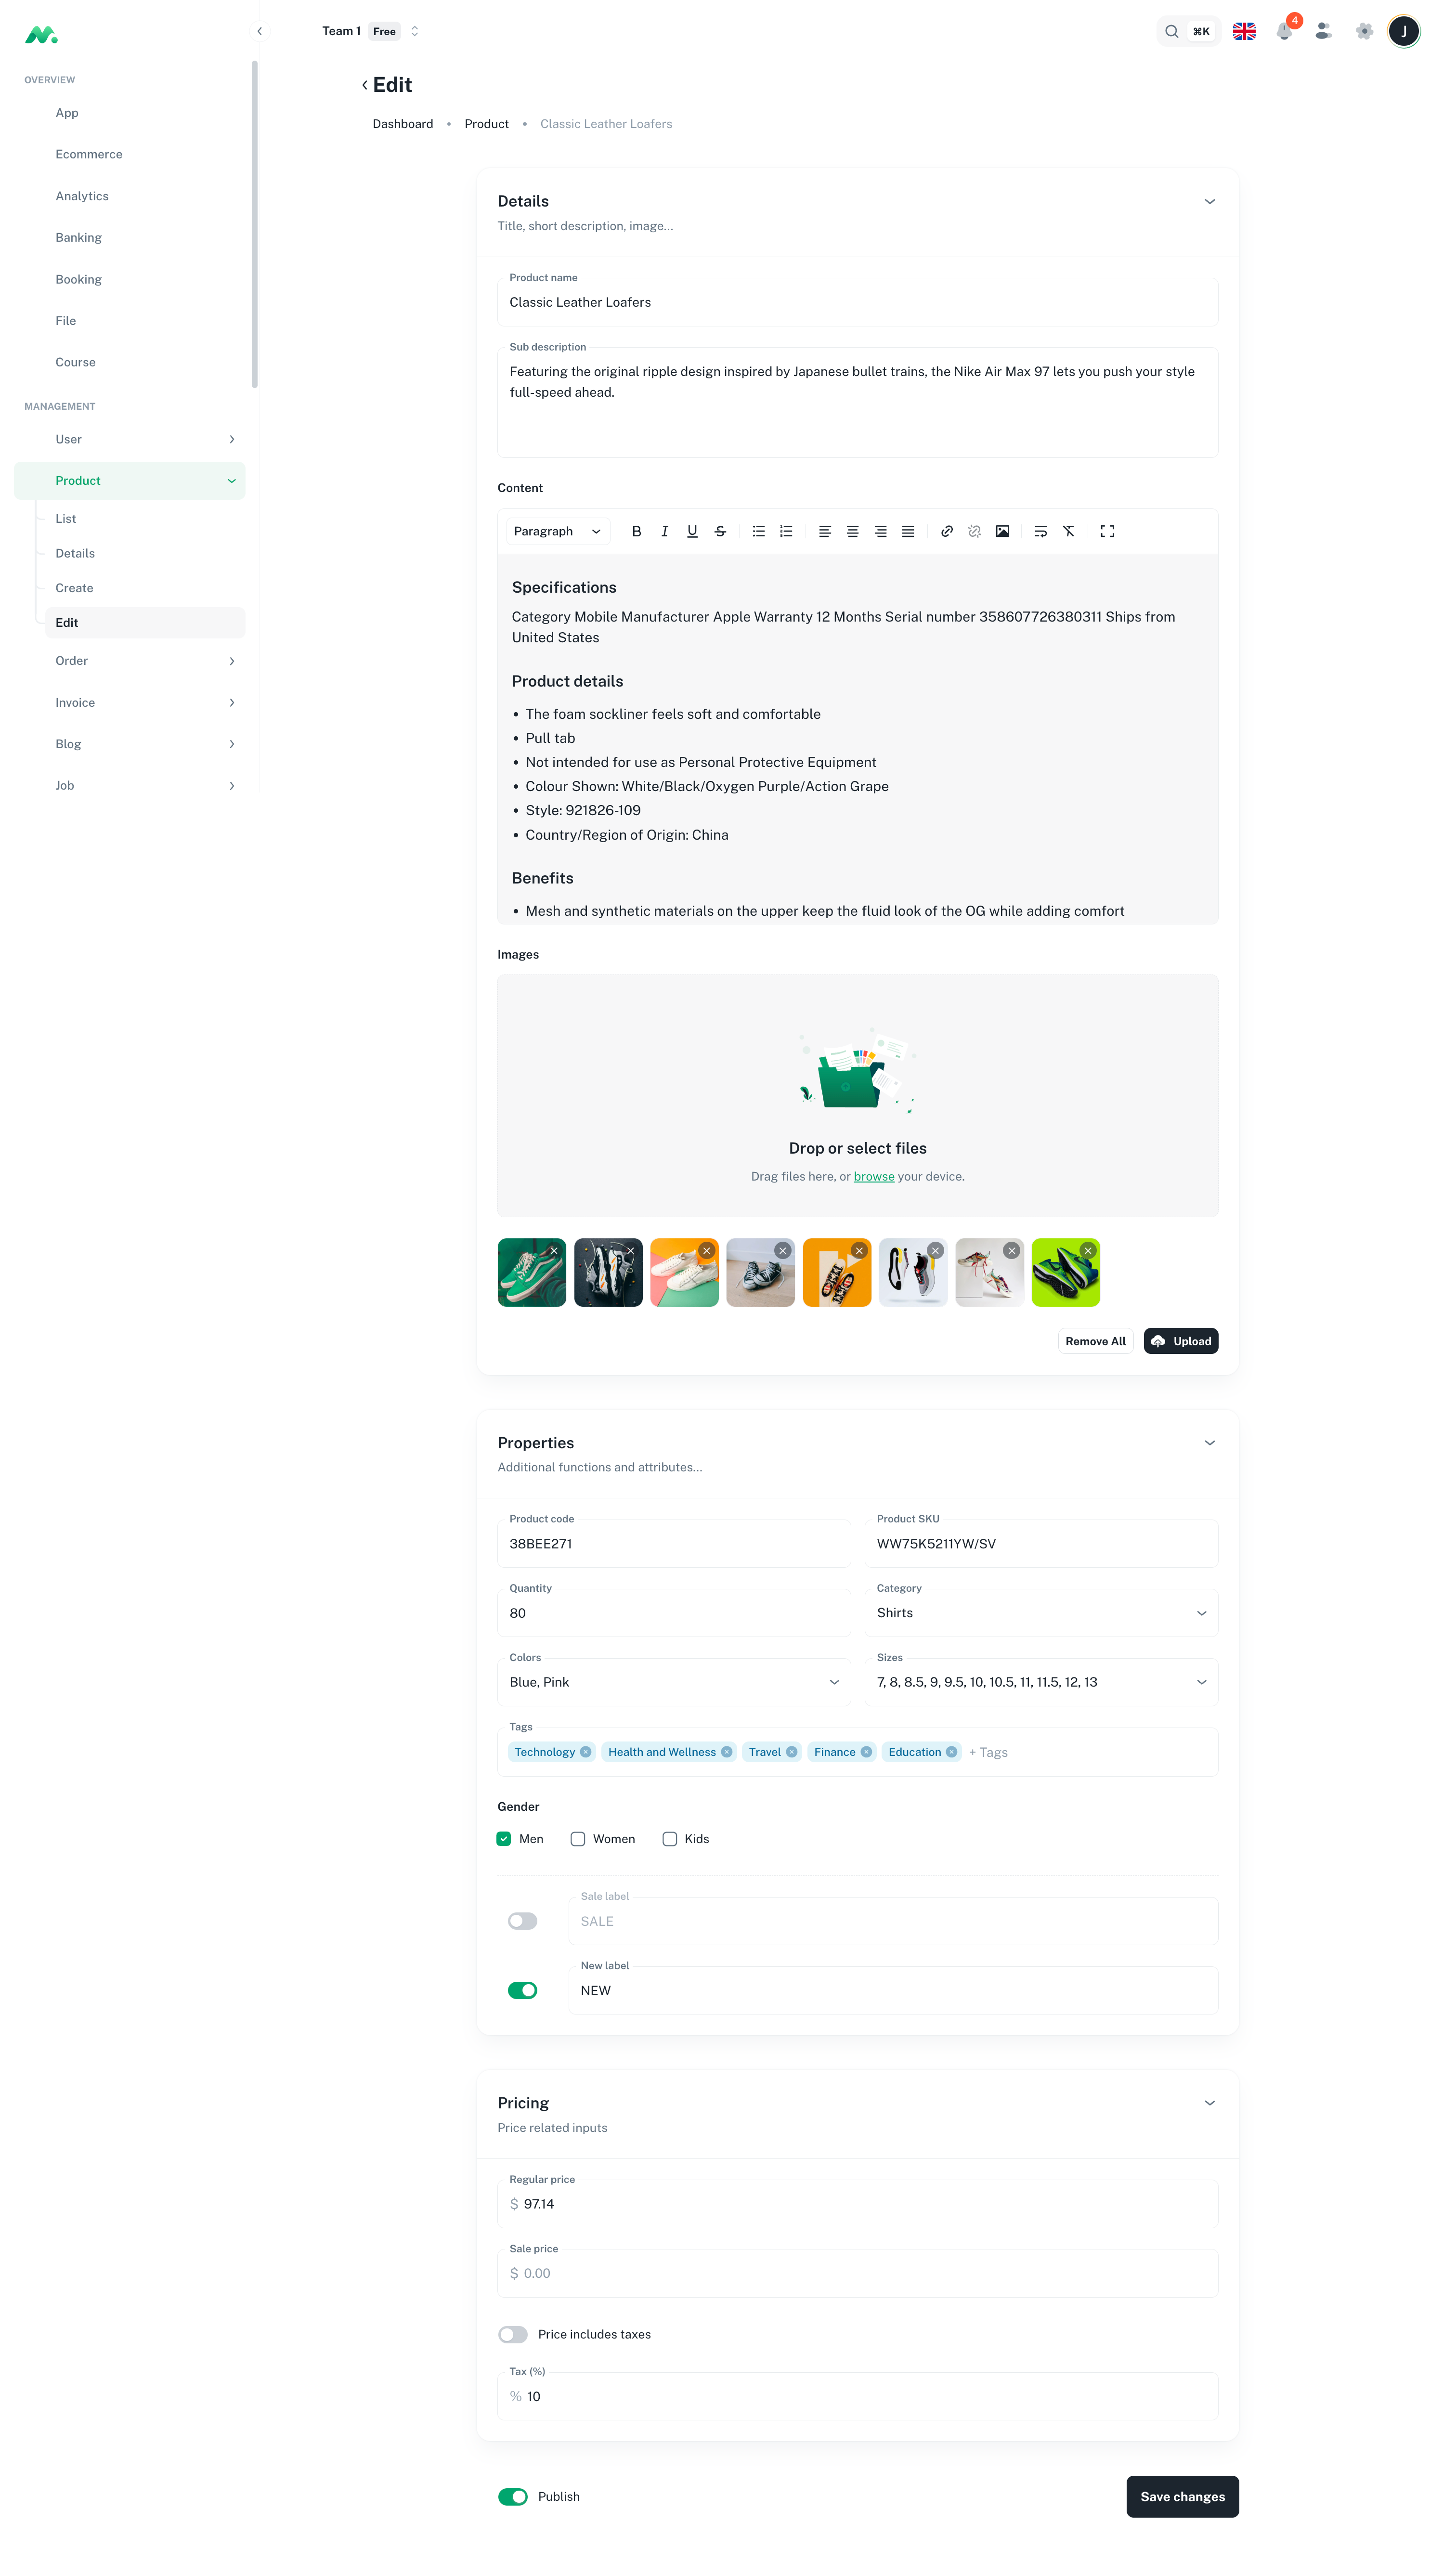 Team 1 Free
⌘K
4
J
OVERVIEW
App
Ecommerce
Analytics
Banking
Booking
File
Course
MANAGEMENT
User
Product
List
Details
Create
Edit
Order
Invoice
Blog
Job
Edit
Dashboard • Product • Classic Leather Loafers
Details
Title, short description, image...
Product name
Classic Leather Loafers
Sub description
Featuring the original ripple design inspired by Japanese bullet trains, the Nike Air Max 97 lets you push your style
full-speed ahead.
Content
Paragraph
Specifications
Category Mobile Manufacturer Apple Warranty 12 Months Serial number 358607726380311 Ships from
United States
Product details
• The foam sockliner feels soft and comfortable
• Pull tab
• Not intended for use as Personal Protective Equipment
• Colour Shown: White/Black/Oxygen Purple/Action Grape
• Style: 921826-109
• Country/Region of Origin: China
Benefits
• Mesh and synthetic materials on the upper keep the fluid look of the OG while adding comfort
Images
Drop or select files
Drag files here, or browse your device.
Remove All
Upload
Properties
Additional functions and attributes...
Product code
38BEE271
Product SKU
WW75K5211YW/SV
Quantity
80
Category
Shirts
Colors
Blue, Pink
Sizes
7, 8, 8.5, 9, 9.5, 10, 10.5, 11, 11.5, 12, 13
Tags
Technology Health and Wellness Travel Finance Education + Tags
Gender
Men Women Kids
Sale label
SALE
New label
NEW
Pricing
Price related inputs
Regular price
$ 97.14
Sale price
$ 0.00
Price includes taxes
Tax (%)
% 10
Publish
Save changes